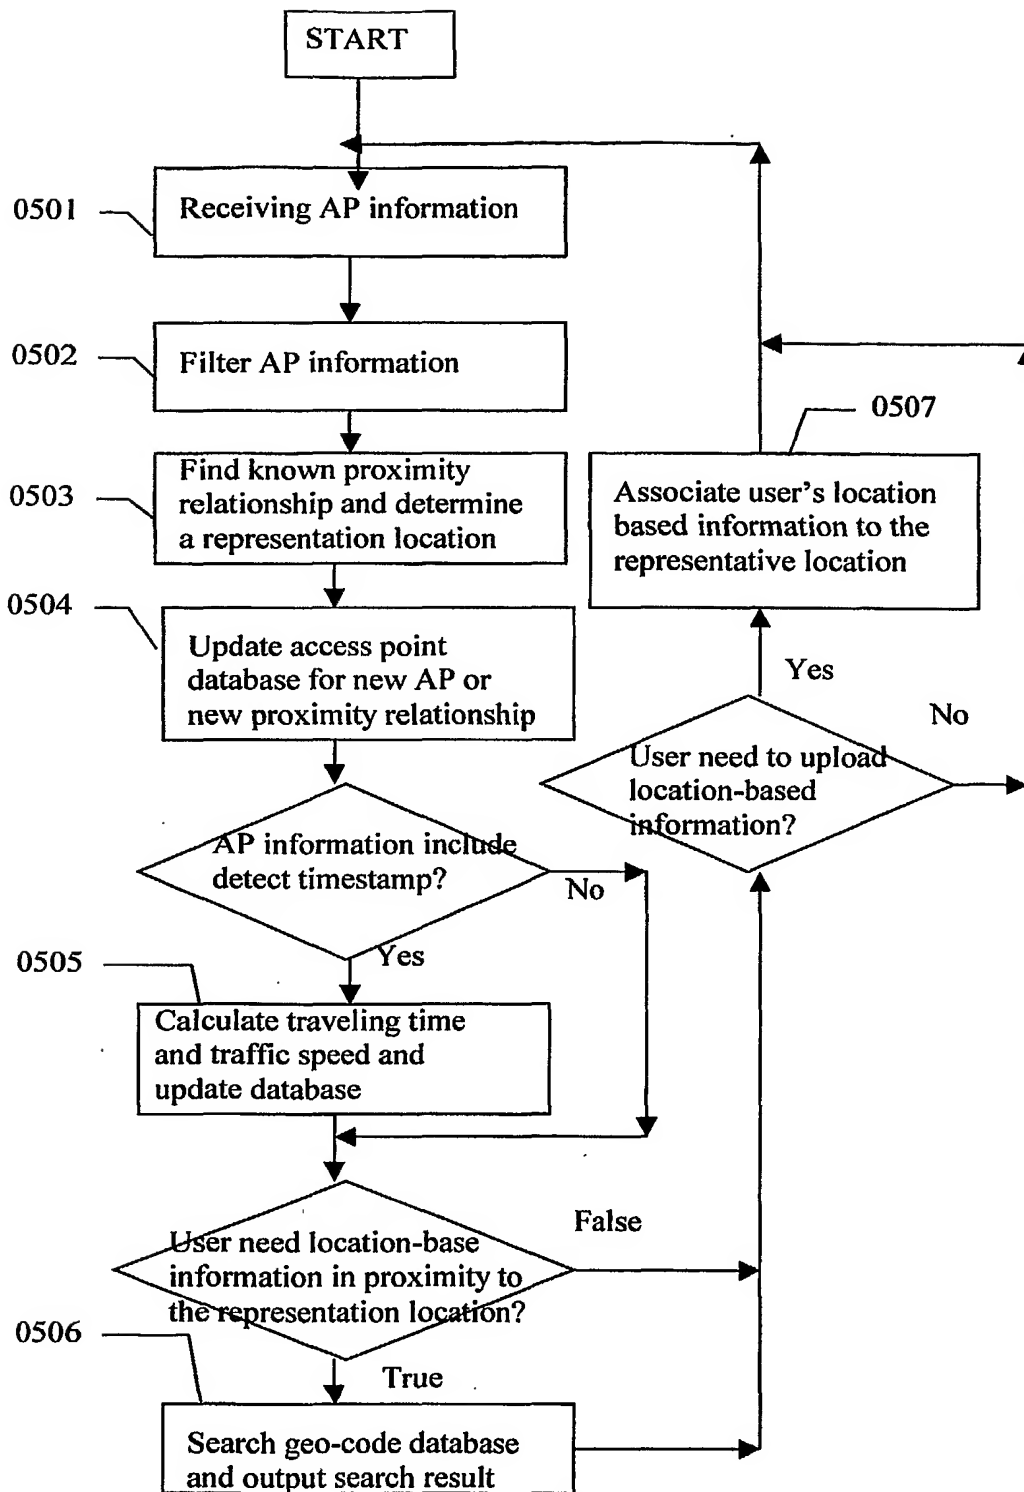 START
0501
Receiving AP information
0502
Filter AP information
0503
Find known proximity
relationship and determine
a representation location
0504
Update access point
database for new AP or
new proximity relationship
AP information include
detect timestamp?
No
Yes
0505
Calculate traveling time
and traffic speed and
update database
User need location-base
information in proximity to
the representation location?
False
True
0506
Search geo-code database
and output search result
User need to upload
location-based
information?
Yes
No
0507
Associate user's location
based information to the
representative location